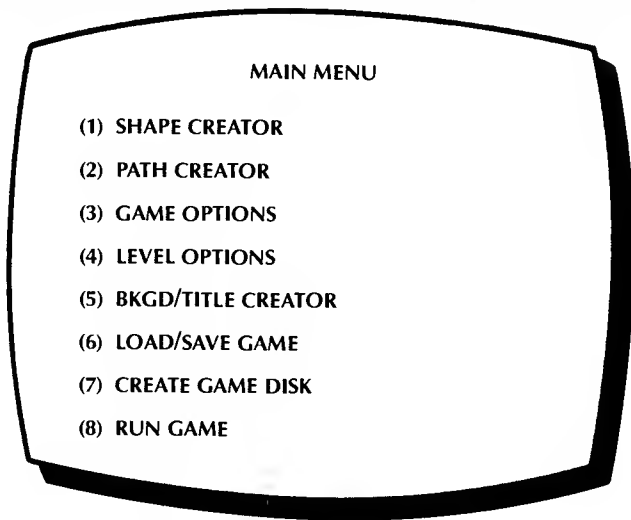 MAIN MENU
(1) SHAPE CREATOR
(2) PATH CREATOR
(3) GAME OPTIONS
(4) LEVEL OPTIONS
(5) BKGD/TITLE CREATOR
(6) LOAD/SAVE GAME
(7) CREATE GAME DISK
(8) RUN GAME